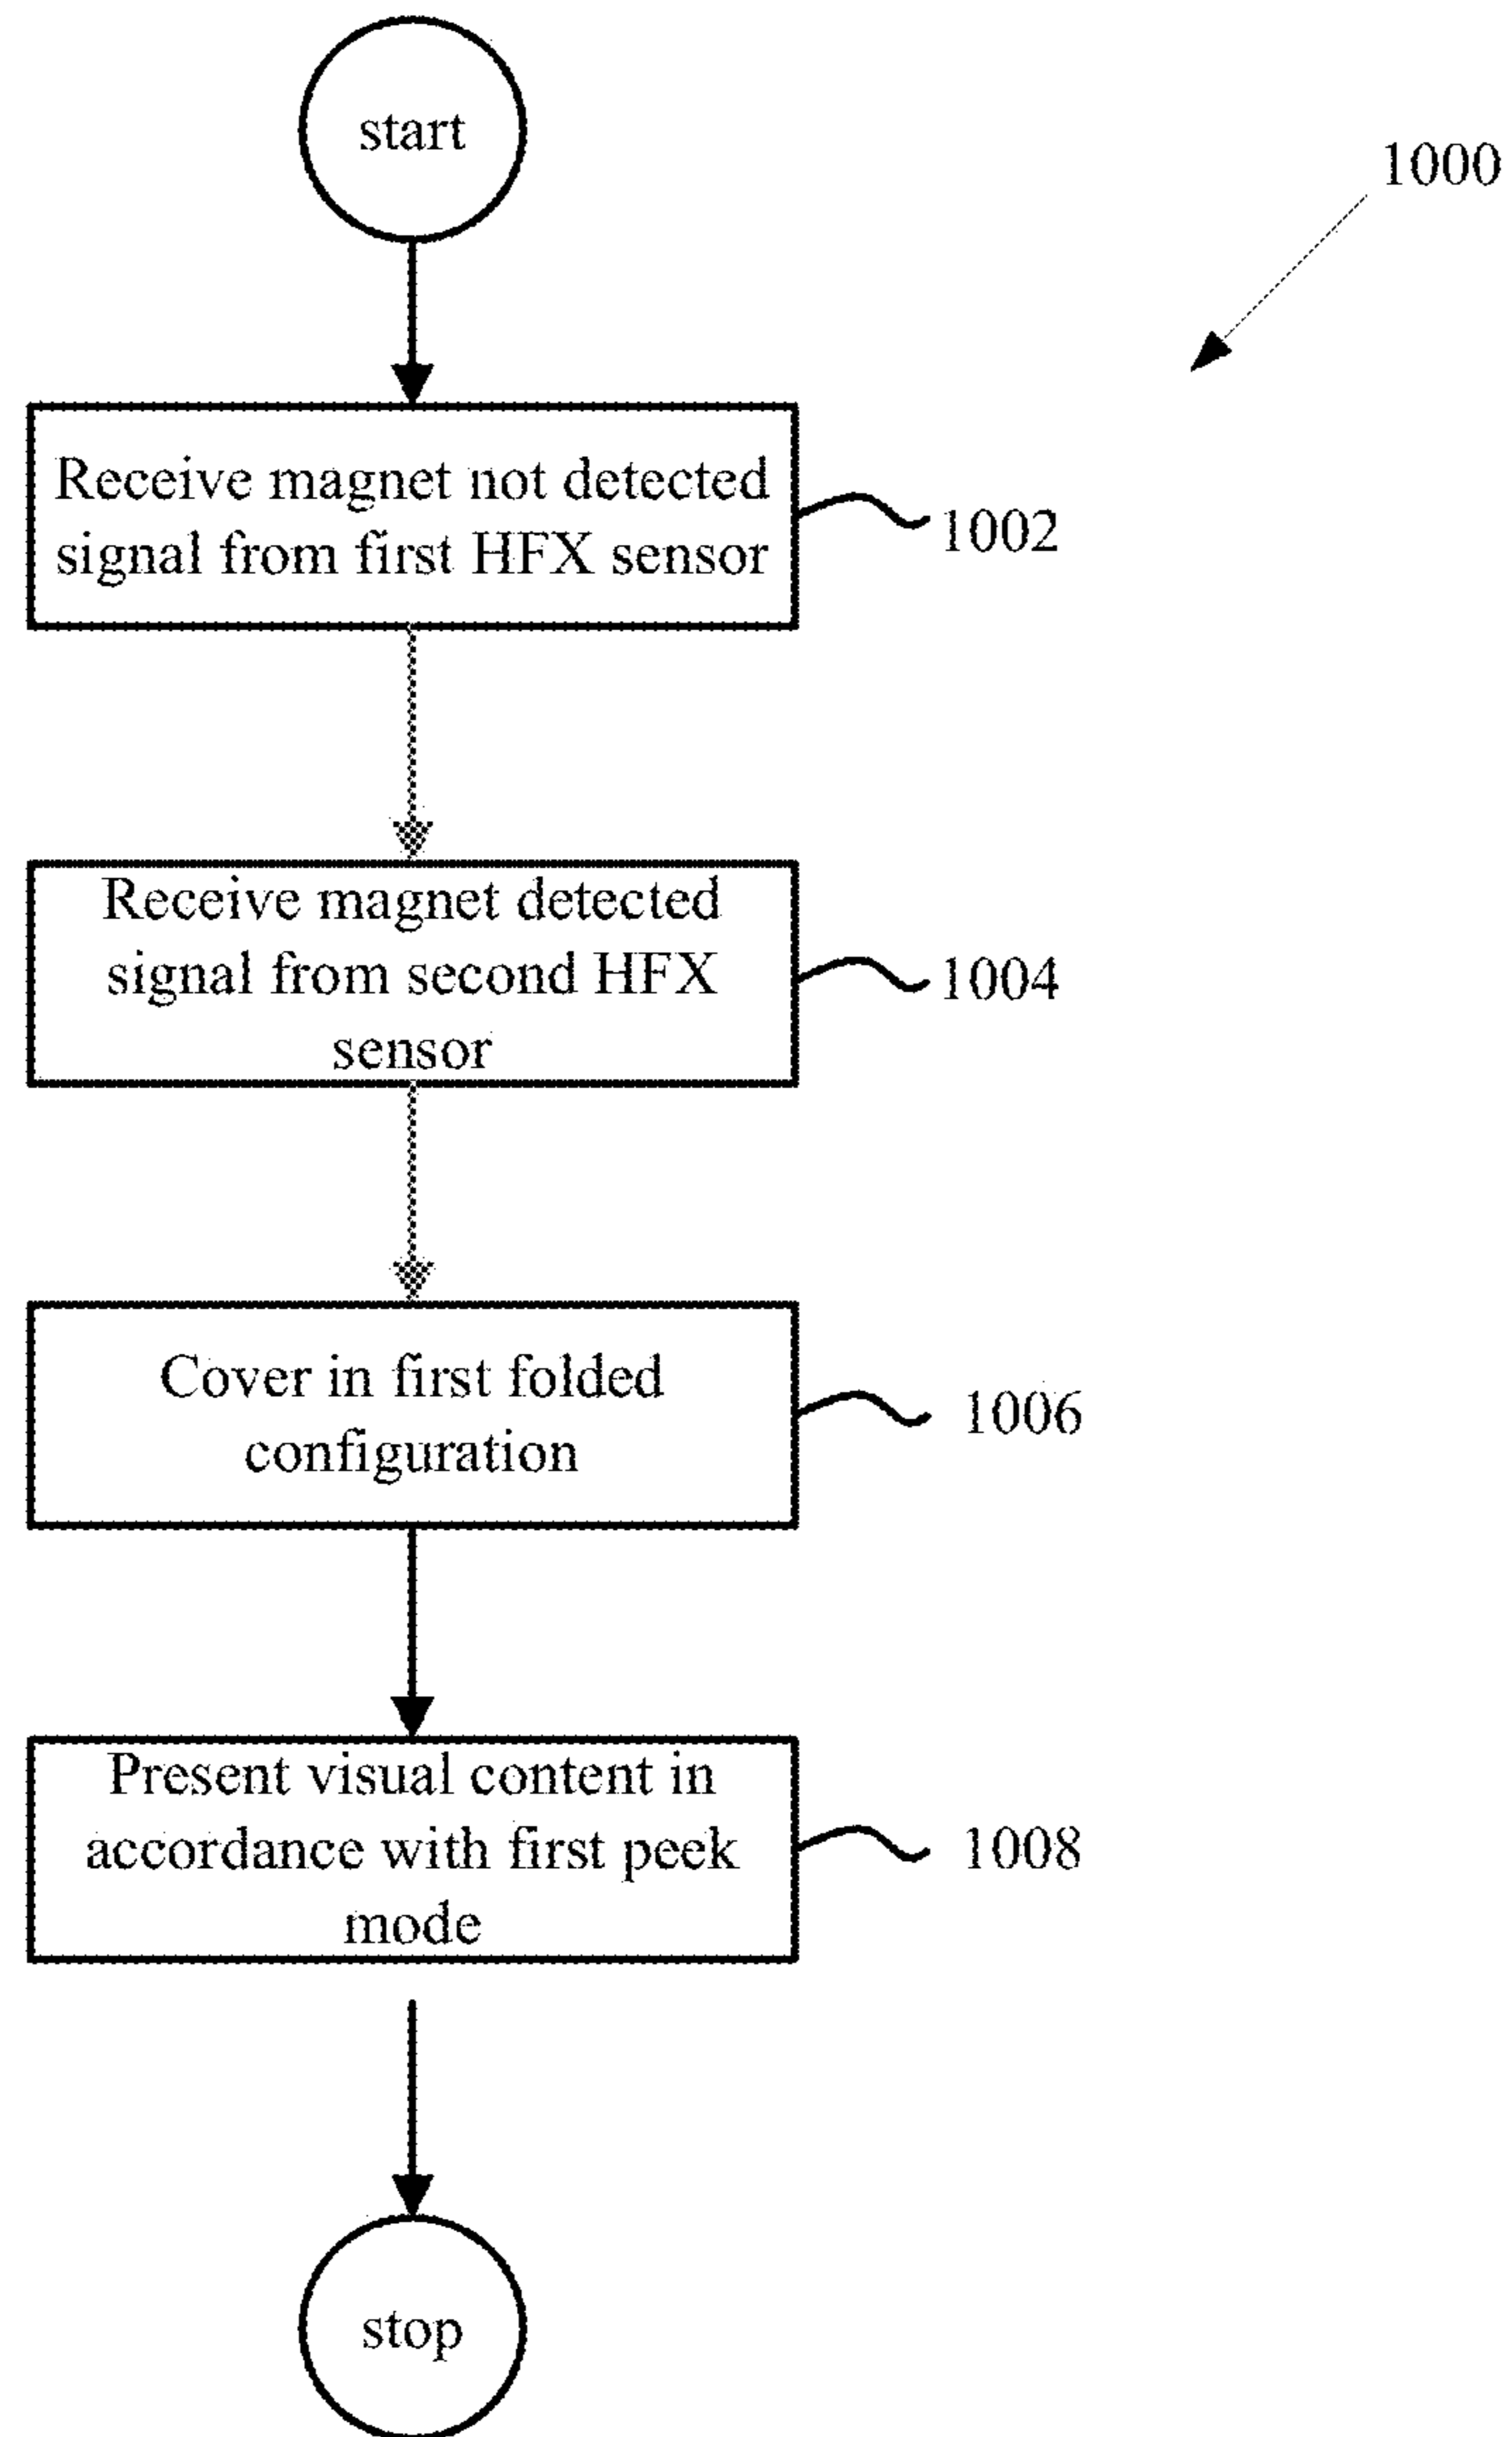 start
1000
Receive magnet not detected
signal from first HFX sensor
1002
Receive magnet detected
signal from second HFX
sensor
1004
Cover in first folded
configuration
1006
Present visual content in
accordance with first peek
mode
1008
stop